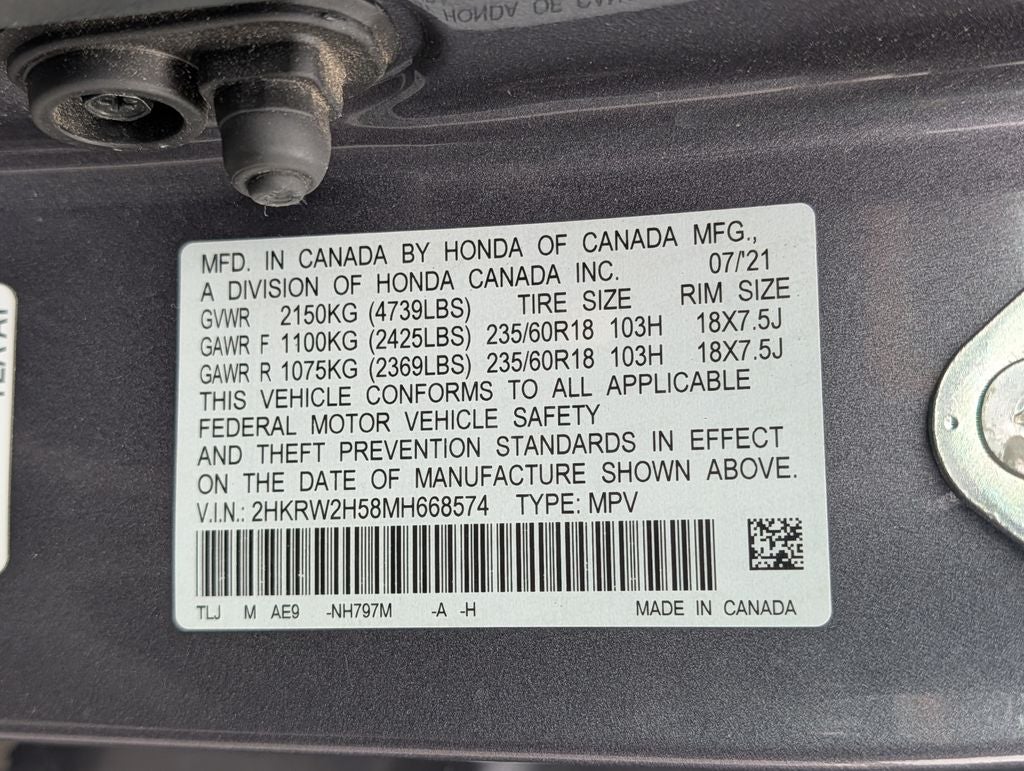 HONDA OF CAN
MFD. IN CANADA BY HONDA OF CANADA MFG.,
A DIVISION OF HONDA CANADA INC. 07/'21
GVWR 2150KG (4739LBS) TIRE SIZE RIM SIZE
GAWR F 1100KG (2425LBS) 235/60R18 103H 18X7.5J
GAWR R 1075KG (2369LBS) 235/60R18 103H 18X7.5J
THIS VEHICLE CONFORMS TO ALL APPLICABLE
FEDERAL MOTOR VEHICLE SAFETY
AND THEFT PREVENTION STANDARDS IN EFFECT
ON THE DATE OF MANUFACTURE SHOWN ABOVE.
V.I.N.: 2HKRW2H58MH668574 TYPE: MPV
TLJ M AE9 -NH797M -A -H MADE IN CANADA